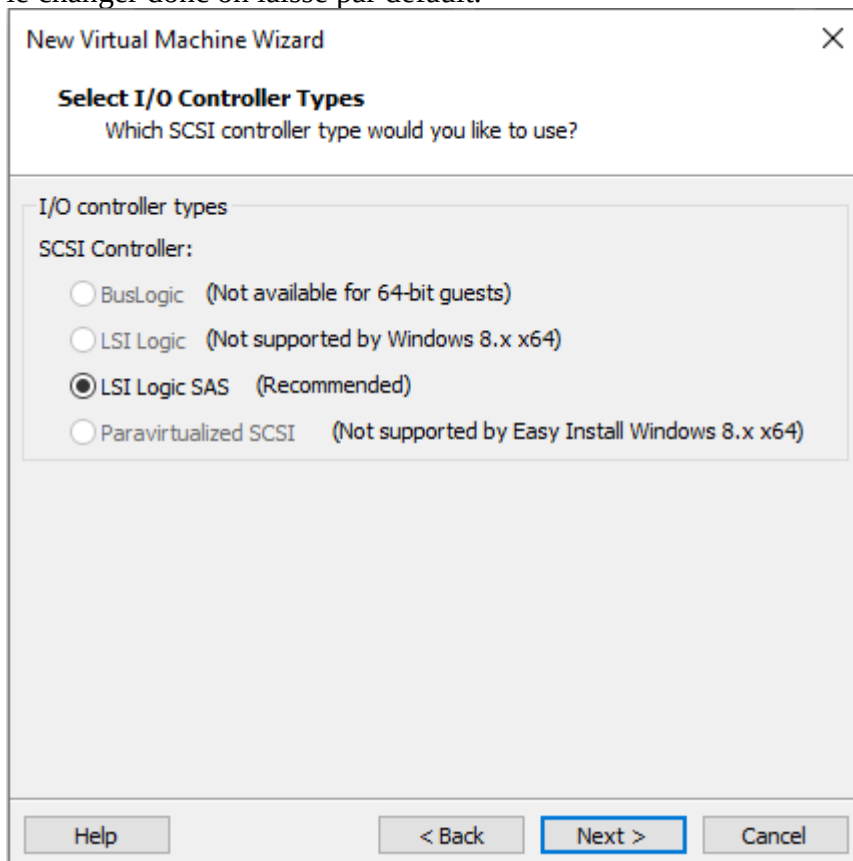 le changer donc on laisse par default.
New Virtual Machine Wizard
Select I/O Controller Types
Which SCSI controller type would you like to use?
I/O controller types
SCSI Controller:
BusLogic (Not available for 64-bit guests)
LSI Logic (Not supported by Windows 8.x x64)
LSI Logic SAS (Recommended)
Paravirtualized SCSI (Not supported by Easy Install Windows 8.x x64)
Help < Back Next > Cancel